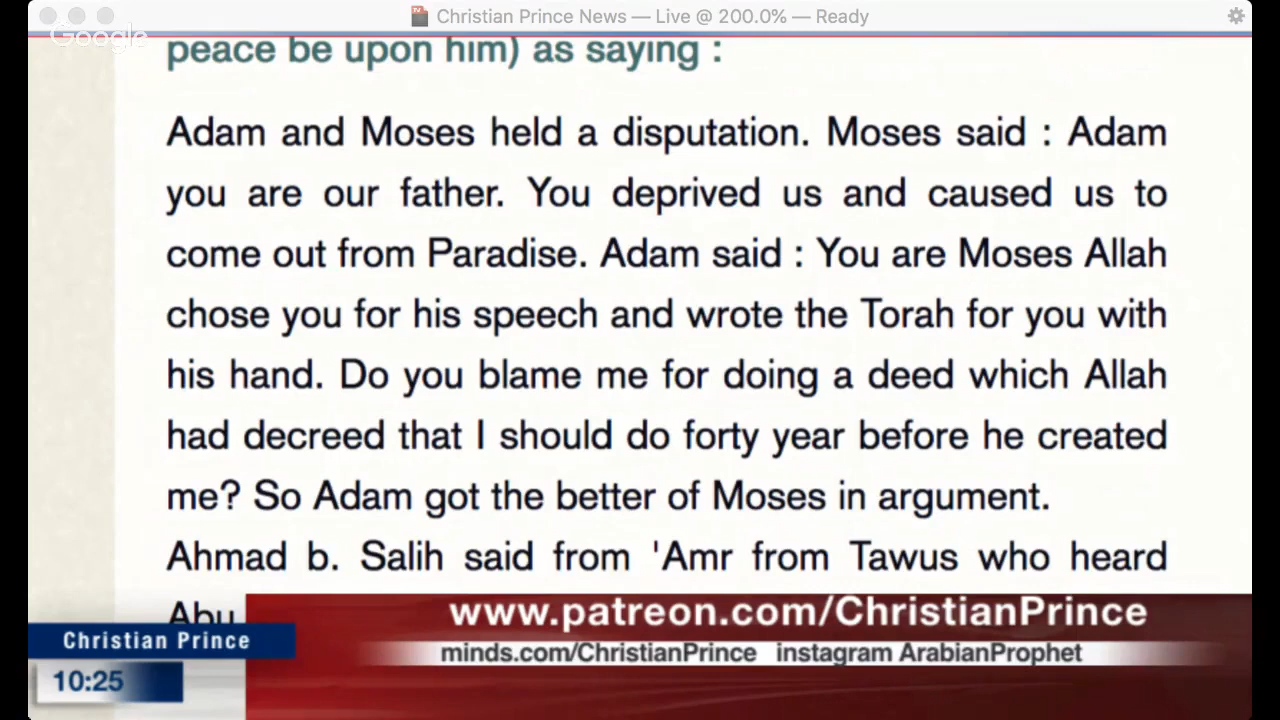 Christian Prince News — Live @ 200.0% — Ready
Google
peace be upon him) as saying :
Adam and Moses held a disputation. Moses said : Adam
you are our father. You deprived us and caused us to
come out from Paradise. Adam said : You are Moses Allah
chose you for his speech and wrote the Torah for you with
his hand. Do you blame me for doing a deed which Allah
had decreed that I should do forty year before he created
me? So Adam got the better of Moses in argument.
Ahmad b. Salih said from 'Amr from Tawus who heard
Abu
www.patreon.com/ChristianPrince
Christian Prince
minds.com/ChristianPrince instagram ArabianProphet
10:25